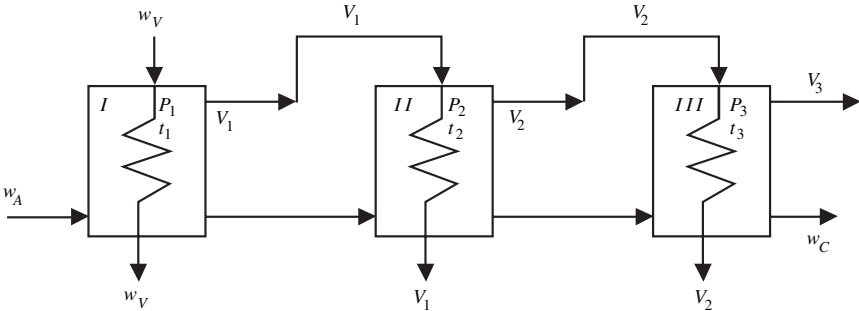 w_V V_1 V_2
I P_1 V_1 II P_2 V_2 III P_3 V_3
t_1 t_2 t_3
w_A w_C
w_V V_1 V_2